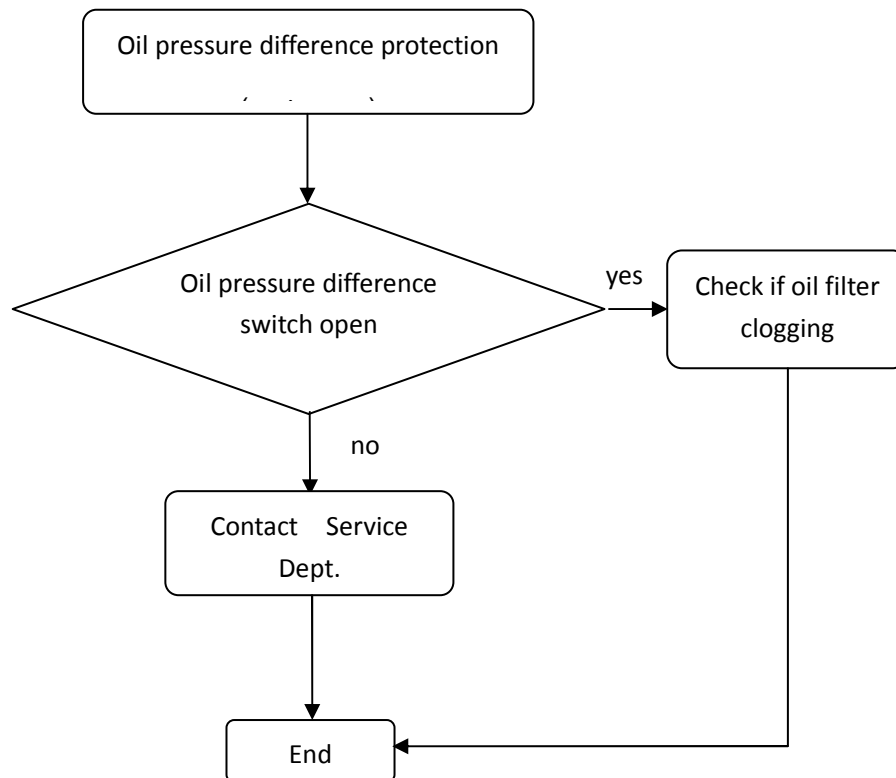 Oil pressure difference protection
Oil pressure difference
switch open
yes
Check if oil filter
clogging
no
Contact Service
Dept.
End